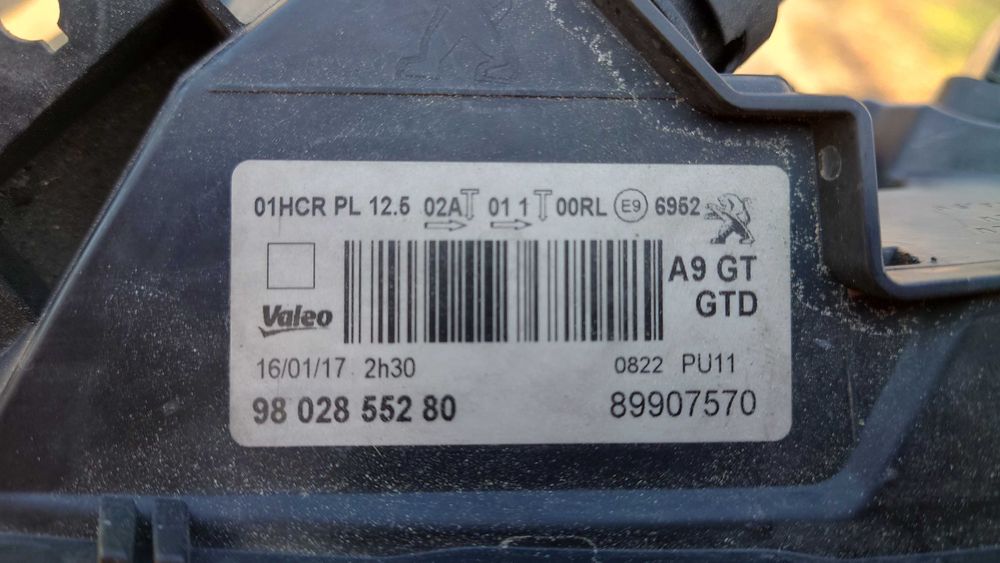 01HCR PL 12.5 02A 01 1 00RL E9 6952
A9 GT
GTD
Valeo
16/01/17 2h30
0822 PU11
98 028 552 80
89907570